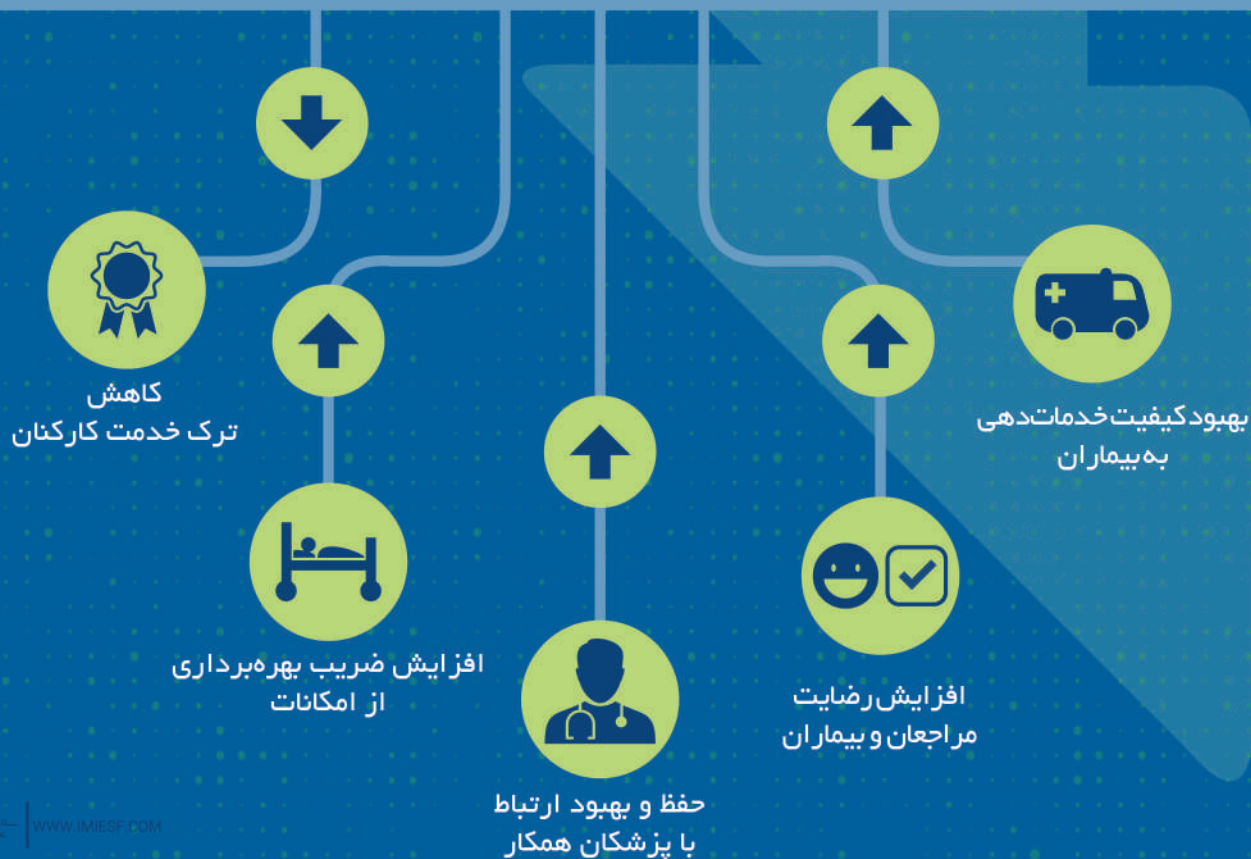 بهبود کیفیت خدمات‌دهی
به بیماران
افزایش رضایت
مراجعان و بیماران
حفظ و بهبود ارتباط
با پزشکان همکار
افزایش ضریب بهره‌برداری
از امکانات
کاهش
ترک خدمت کارکنان
WWW.IMIESF.COM